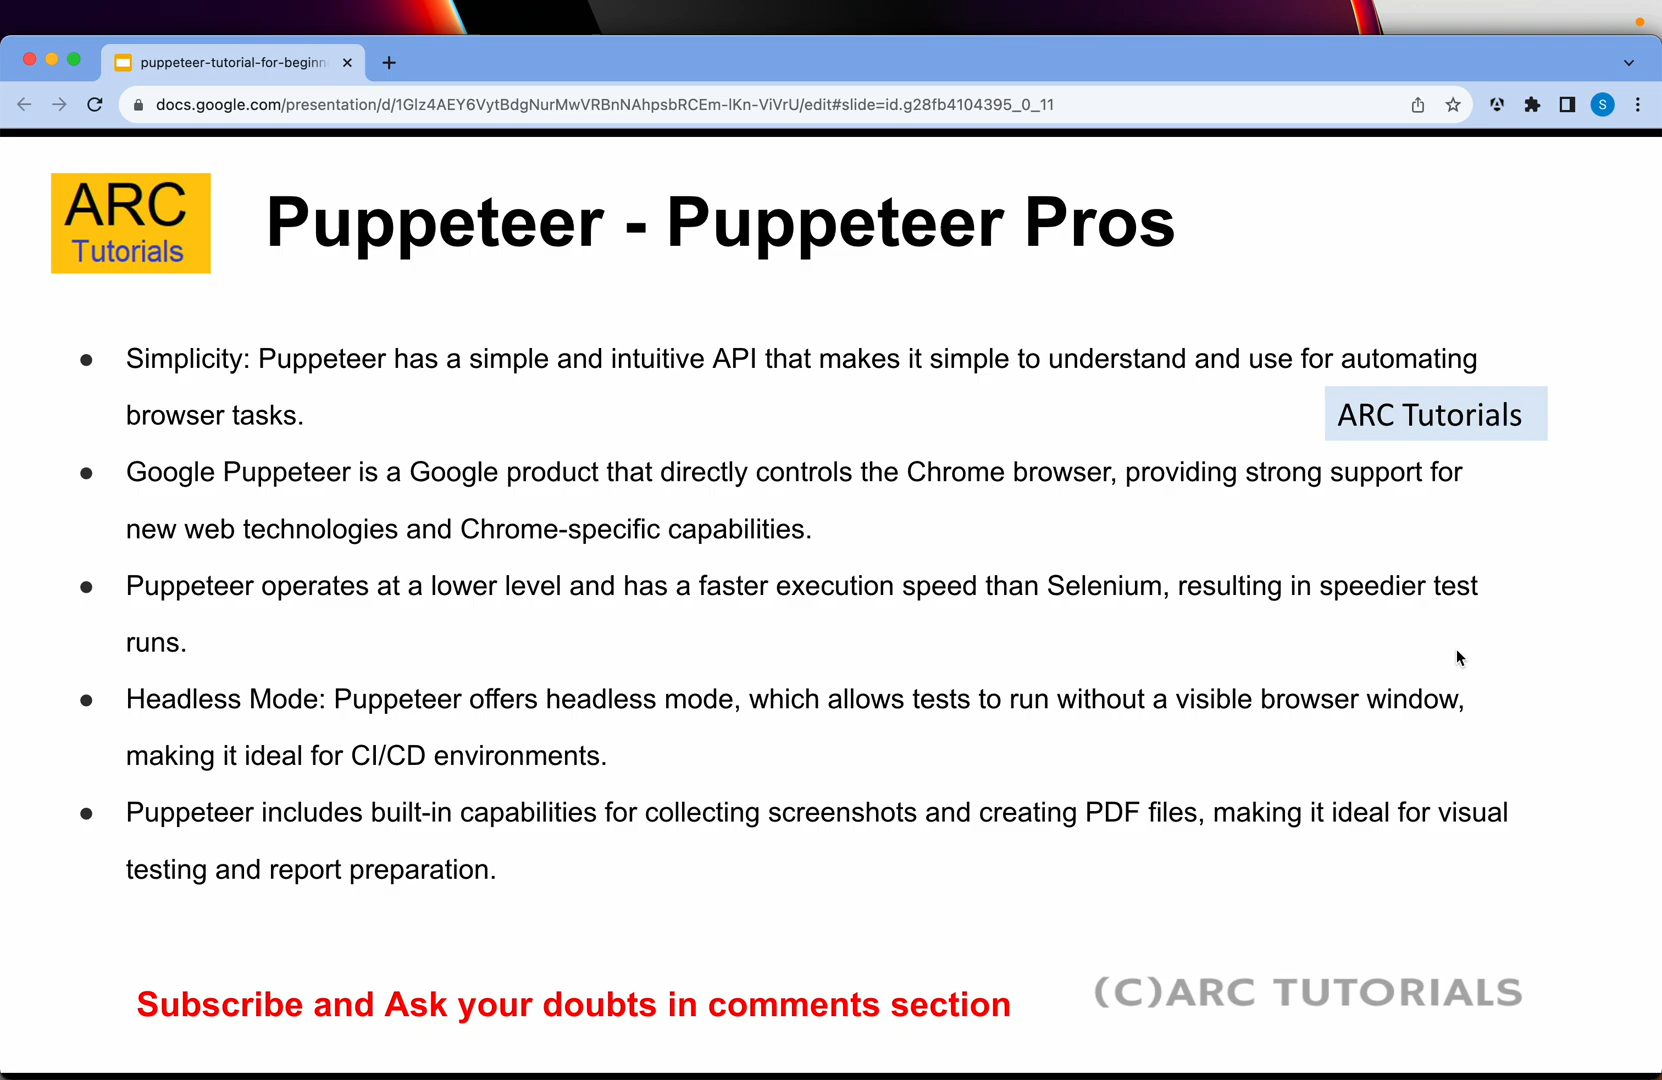 puppeteer-tutorial-for-beginn
docs.google.com/presentation/d/1Glz4AEY6VytBdgNurMwVRBnNAhpsbRCEm-lKn-ViVrU/edit#slide=id.g28fb4104395_0_11
S
ARC
Tutorials
Puppeteer - Puppeteer Pros
● Simplicity: Puppeteer has a simple and intuitive API that makes it simple to understand and use for automating
browser tasks.
ARC Tutorials
● Google Puppeteer is a Google product that directly controls the Chrome browser, providing strong support for
new web technologies and Chrome-specific capabilities.
● Puppeteer operates at a lower level and has a faster execution speed than Selenium, resulting in speedier test
runs.
● Headless Mode: Puppeteer offers headless mode, which allows tests to run without a visible browser window,
making it ideal for CI/CD environments.
● Puppeteer includes built-in capabilities for collecting screenshots and creating PDF files, making it ideal for visual
testing and report preparation.
Subscribe and Ask your doubts in comments section
(C)ARC TUTORIALS